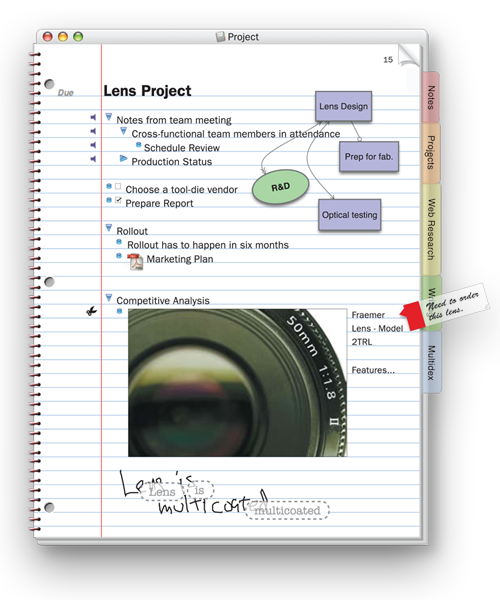 Project
15
Due
Lens Project
Notes from team meeting
Cross-functional team members in attendance
Schedule Review
Production Status
Choose a tool-die vendor
Prepare Report
Rollout
Rollout has to happen in six months
Marketing Plan
Competitive Analysis
Lens Design
Prep for fab.
R&D
Optical testing
50mm 1:1.8 II
Fraemer
Lens - Model
2TRL
Features...
Need to order
this lens.
Lens is
multicoated
Lens is
multicoated
Notes
Projects
Web Research
Multidex